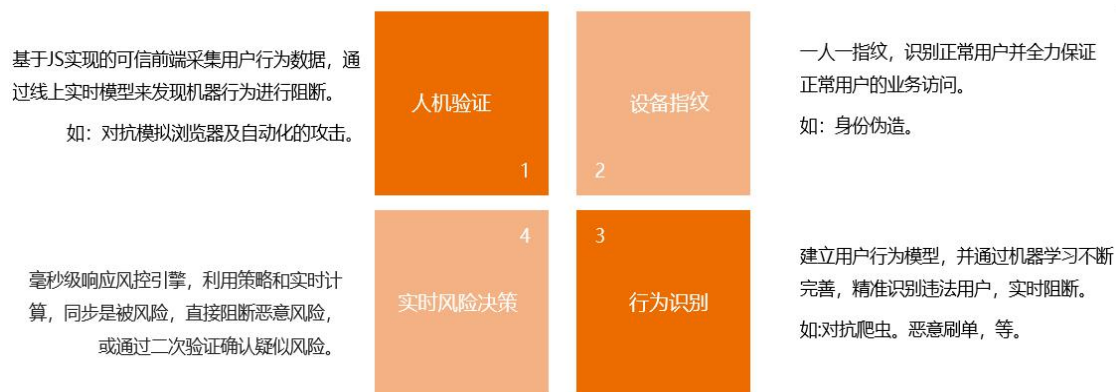 基于JS实现的可信前端采集用户行为数据，通
过线上实时模型来发现机器行为进行阻断。
如：对抗模拟浏览器及自动化的攻击。
人机验证
1
设备指纹
2
一人一指纹，识别正常用户并全力保证
正常用户的业务访问。
如：身份伪造。
毫秒级响应风控引擎，利用策略和实时计
算，同步是被风险，直接阻断恶意风险，
或通过二次验证确认疑似风险。
4
实时风险决策
3
行为识别
建立用户行为模型，并通过机器学习不断
完善，精准识别违法用户，实时阻断。
如:对抗爬虫。恶意刷单，等。